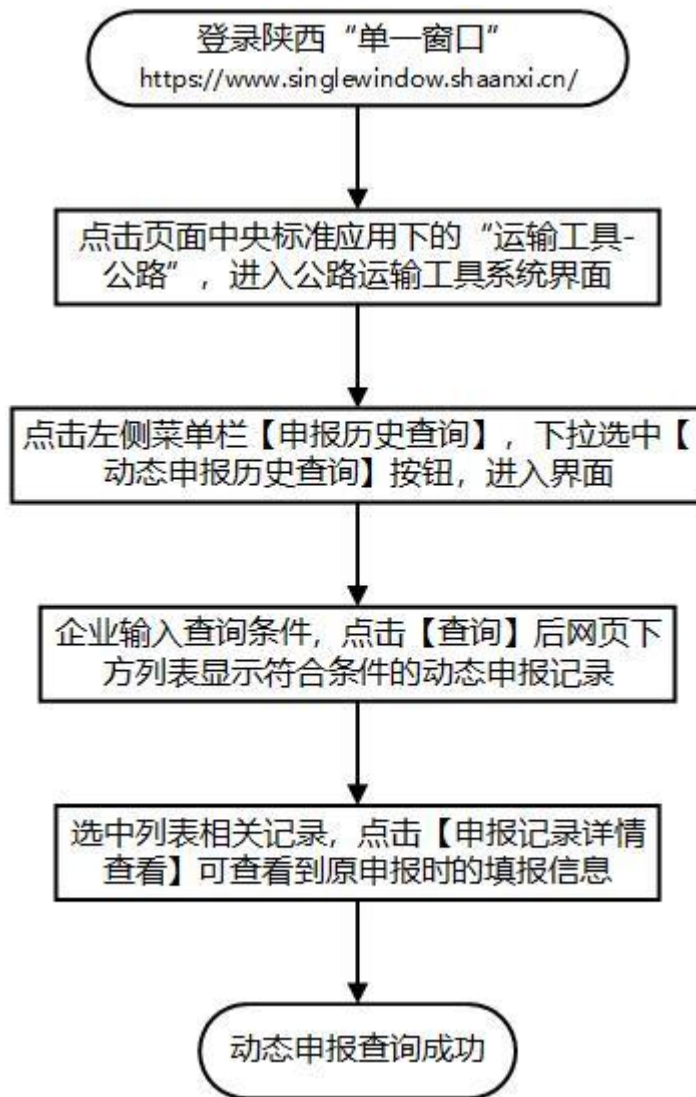 登录陕西“单一窗口”
https://www.singlewindow.shaanxi.cn/
点击页面中央标准应用下的“运输工具-
公路”，进入公路运输工具系统界面
点击左侧菜单栏【申报历史查询】，下拉选中【
动态申报历史查询】按钮，进入界面
企业输入查询条件，点击【查询】后网页下
方列表显示符合条件的动态申报记录
选中列表相关记录，点击【申报记录详情
查看】可查看到原申报时的填报信息
动态申报查询成功